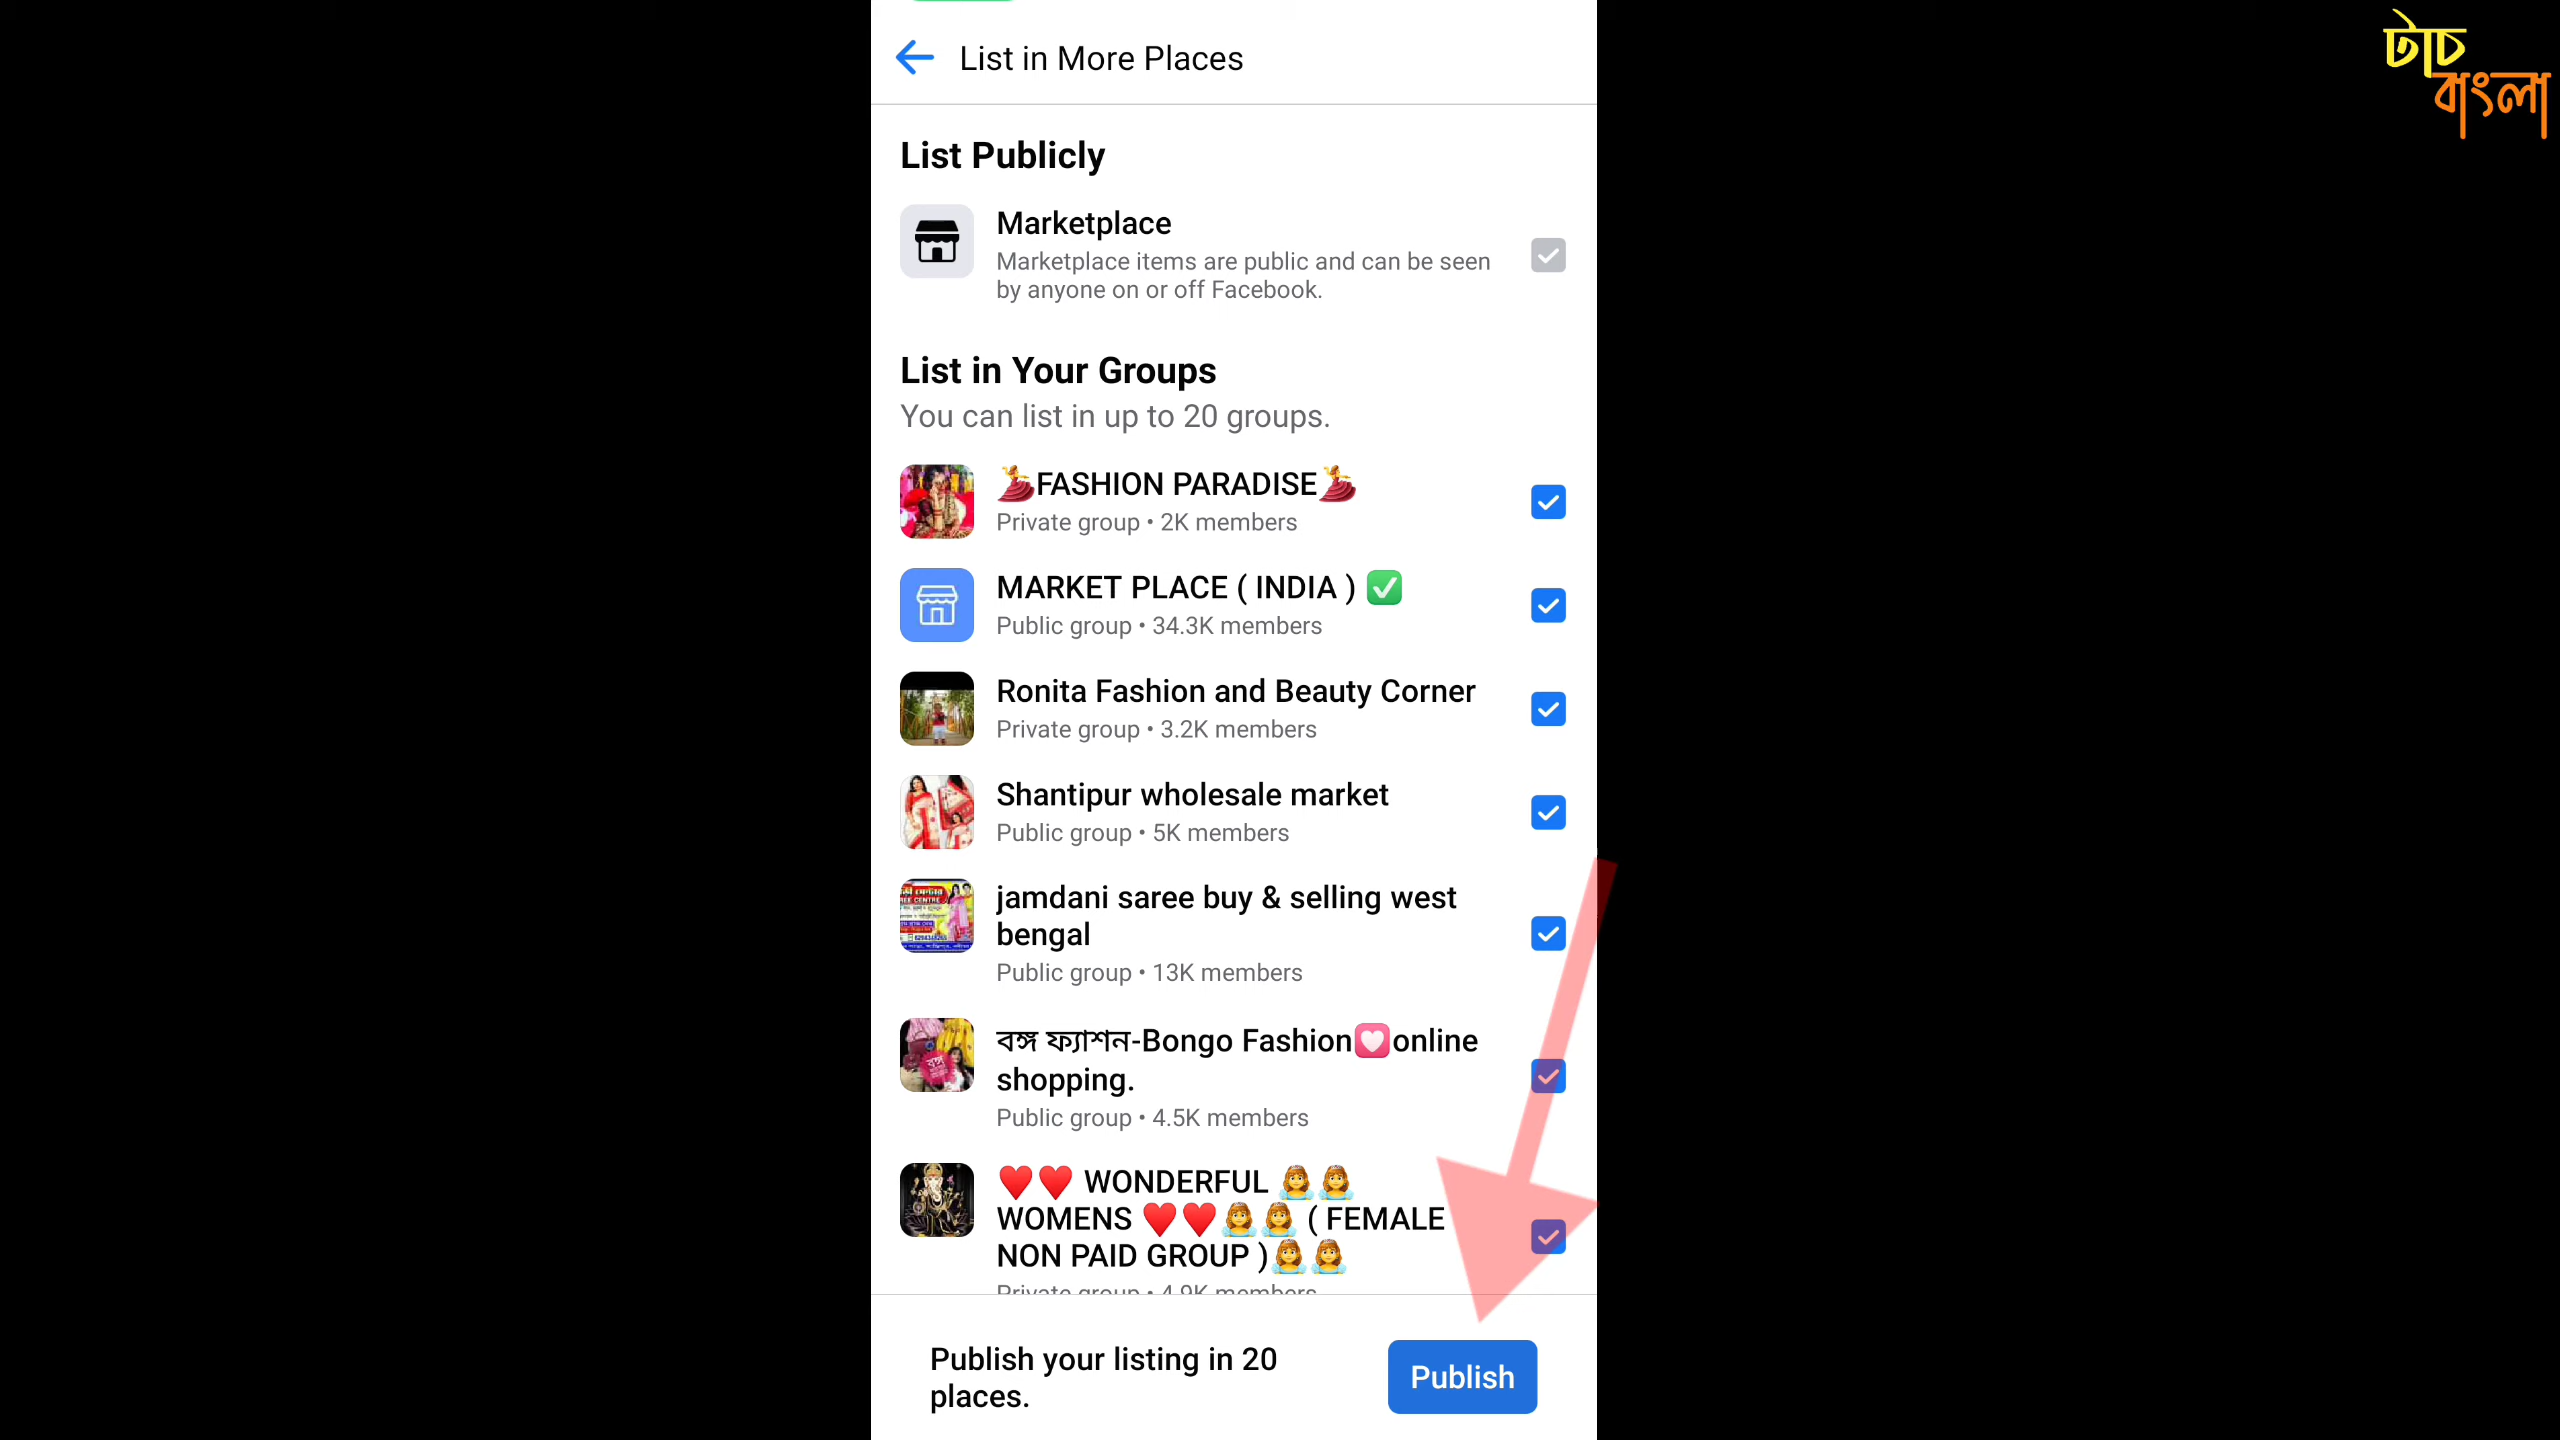 টাচ
বাংলা
List in More Places
List Publicly
Marketplace
Marketplace items are public and can be seen
by anyone on or off Facebook.
List in Your Groups
You can list in up to 20 groups.
💃FASHION PARADISE💃
Private group • 2K members
MARKET PLACE ( INDIA ) ✅
Public group • 34.3K members
Ronita Fashion and Beauty Corner
Private group • 3.2K members
Shantipur wholesale market
Public group • 5K members
jamdani saree buy & selling west
bengal
Public group • 13K members
বঙ্গ ফ্যাশন-Bongo Fashion💟online
shopping.
Public group • 4.5K members
♥️♥️ WONDERFUL 👰👰
WOMENS ♥️♥️👰👰 ( FEMALE
NON PAID GROUP )👰👰
Private group • 4.9K members
Publish your listing in 20
places.
Publish